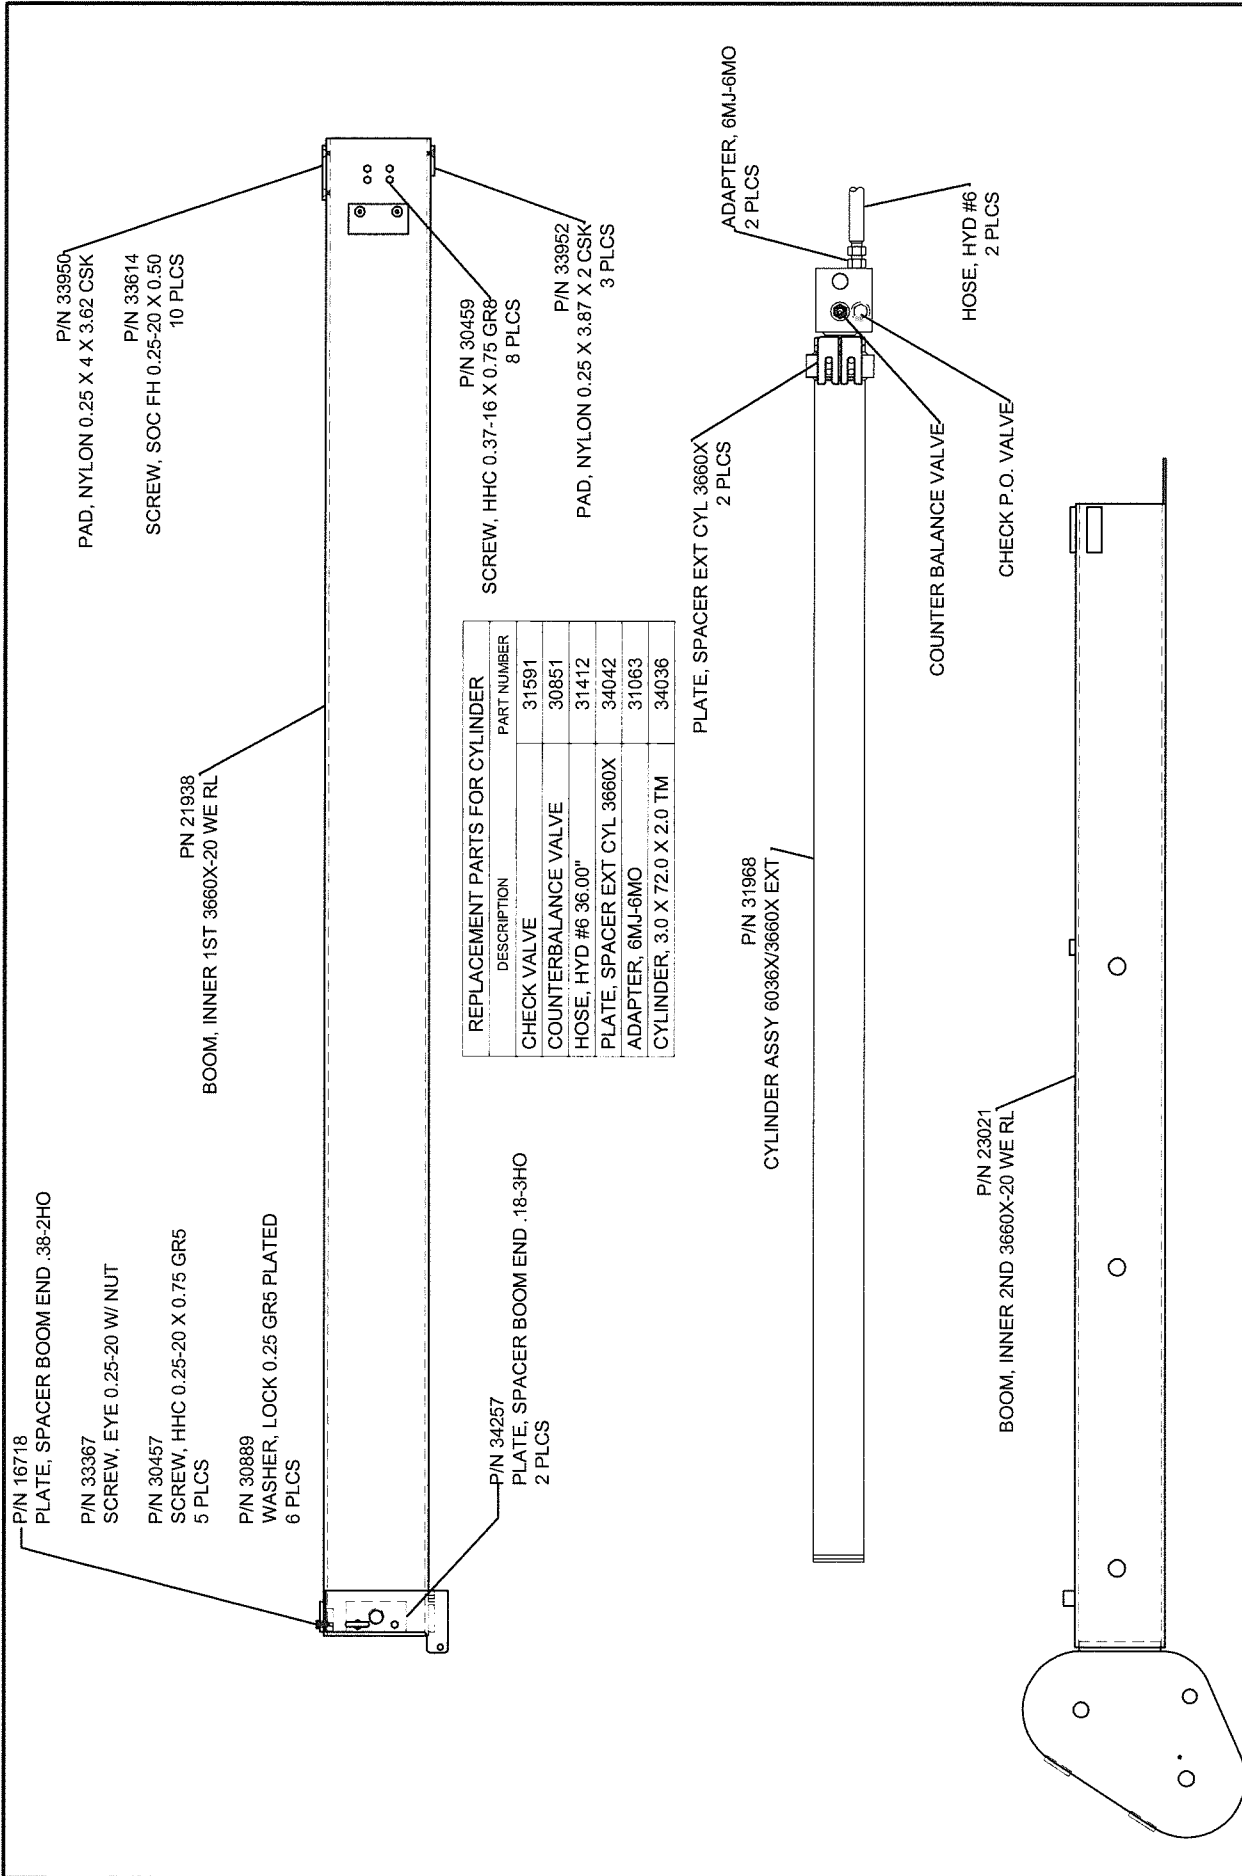 P/N 16718
PLATE, SPACER BOOM END .38-2HO
P/N 33367
SCREW, EYE 0.25-20 W/ NUT
P/N 30457
SCREW, HHC 0.25-20 X 0.75 GR5
5 PLCS
P/N 30889
WASHER, LOCK 0.25 GR5 PLATED
6 PLCS
PN 21938
BOOM, INNER 1ST 3660X-20 WE RL
P/N 33950
PAD, NYLON 0.25 X 4 X 3.62 CSK
P/N 33614
SCREW, SOC FH 0.25-20 X 0.50
10 PLCS
P/N 34257
PLATE, SPACER BOOM END .18-3HO
2 PLCS
REPLACEMENT PARTS FOR CYLINDER
DESCRIPTION PART NUMBER
CHECK VALVE 31591
COUNTERBALANCE VALVE 30851
HOSE, HYD #6 36.00" 31412
PLATE, SPACER EXT CYL 3660X 34042
ADAPTER, 6MJ-6MO 31063
CYLINDER, 3.0 X 72.0 X 2.0 TM 34036
P/N 30459
SCREW, HHC 0.37-16 X 0.75 GR8
8 PLCS
P/N 33952
PAD, NYLON 0.25 X 3.87 X 2 CSK
3 PLCS
P/N 31968
CYLINDER ASSY 6036X/3660X EXT
PLATE, SPACER EXT CYL 3660X
2 PLCS
ADAPTER, 6MJ-6MO
2 PLCS
HOSE, HYD #6
2 PLCS
COUNTER BALANCE VALVE
CHECK P.O. VALVE
P/N 23021
BOOM, INNER 2ND 3660X-20 WE RL